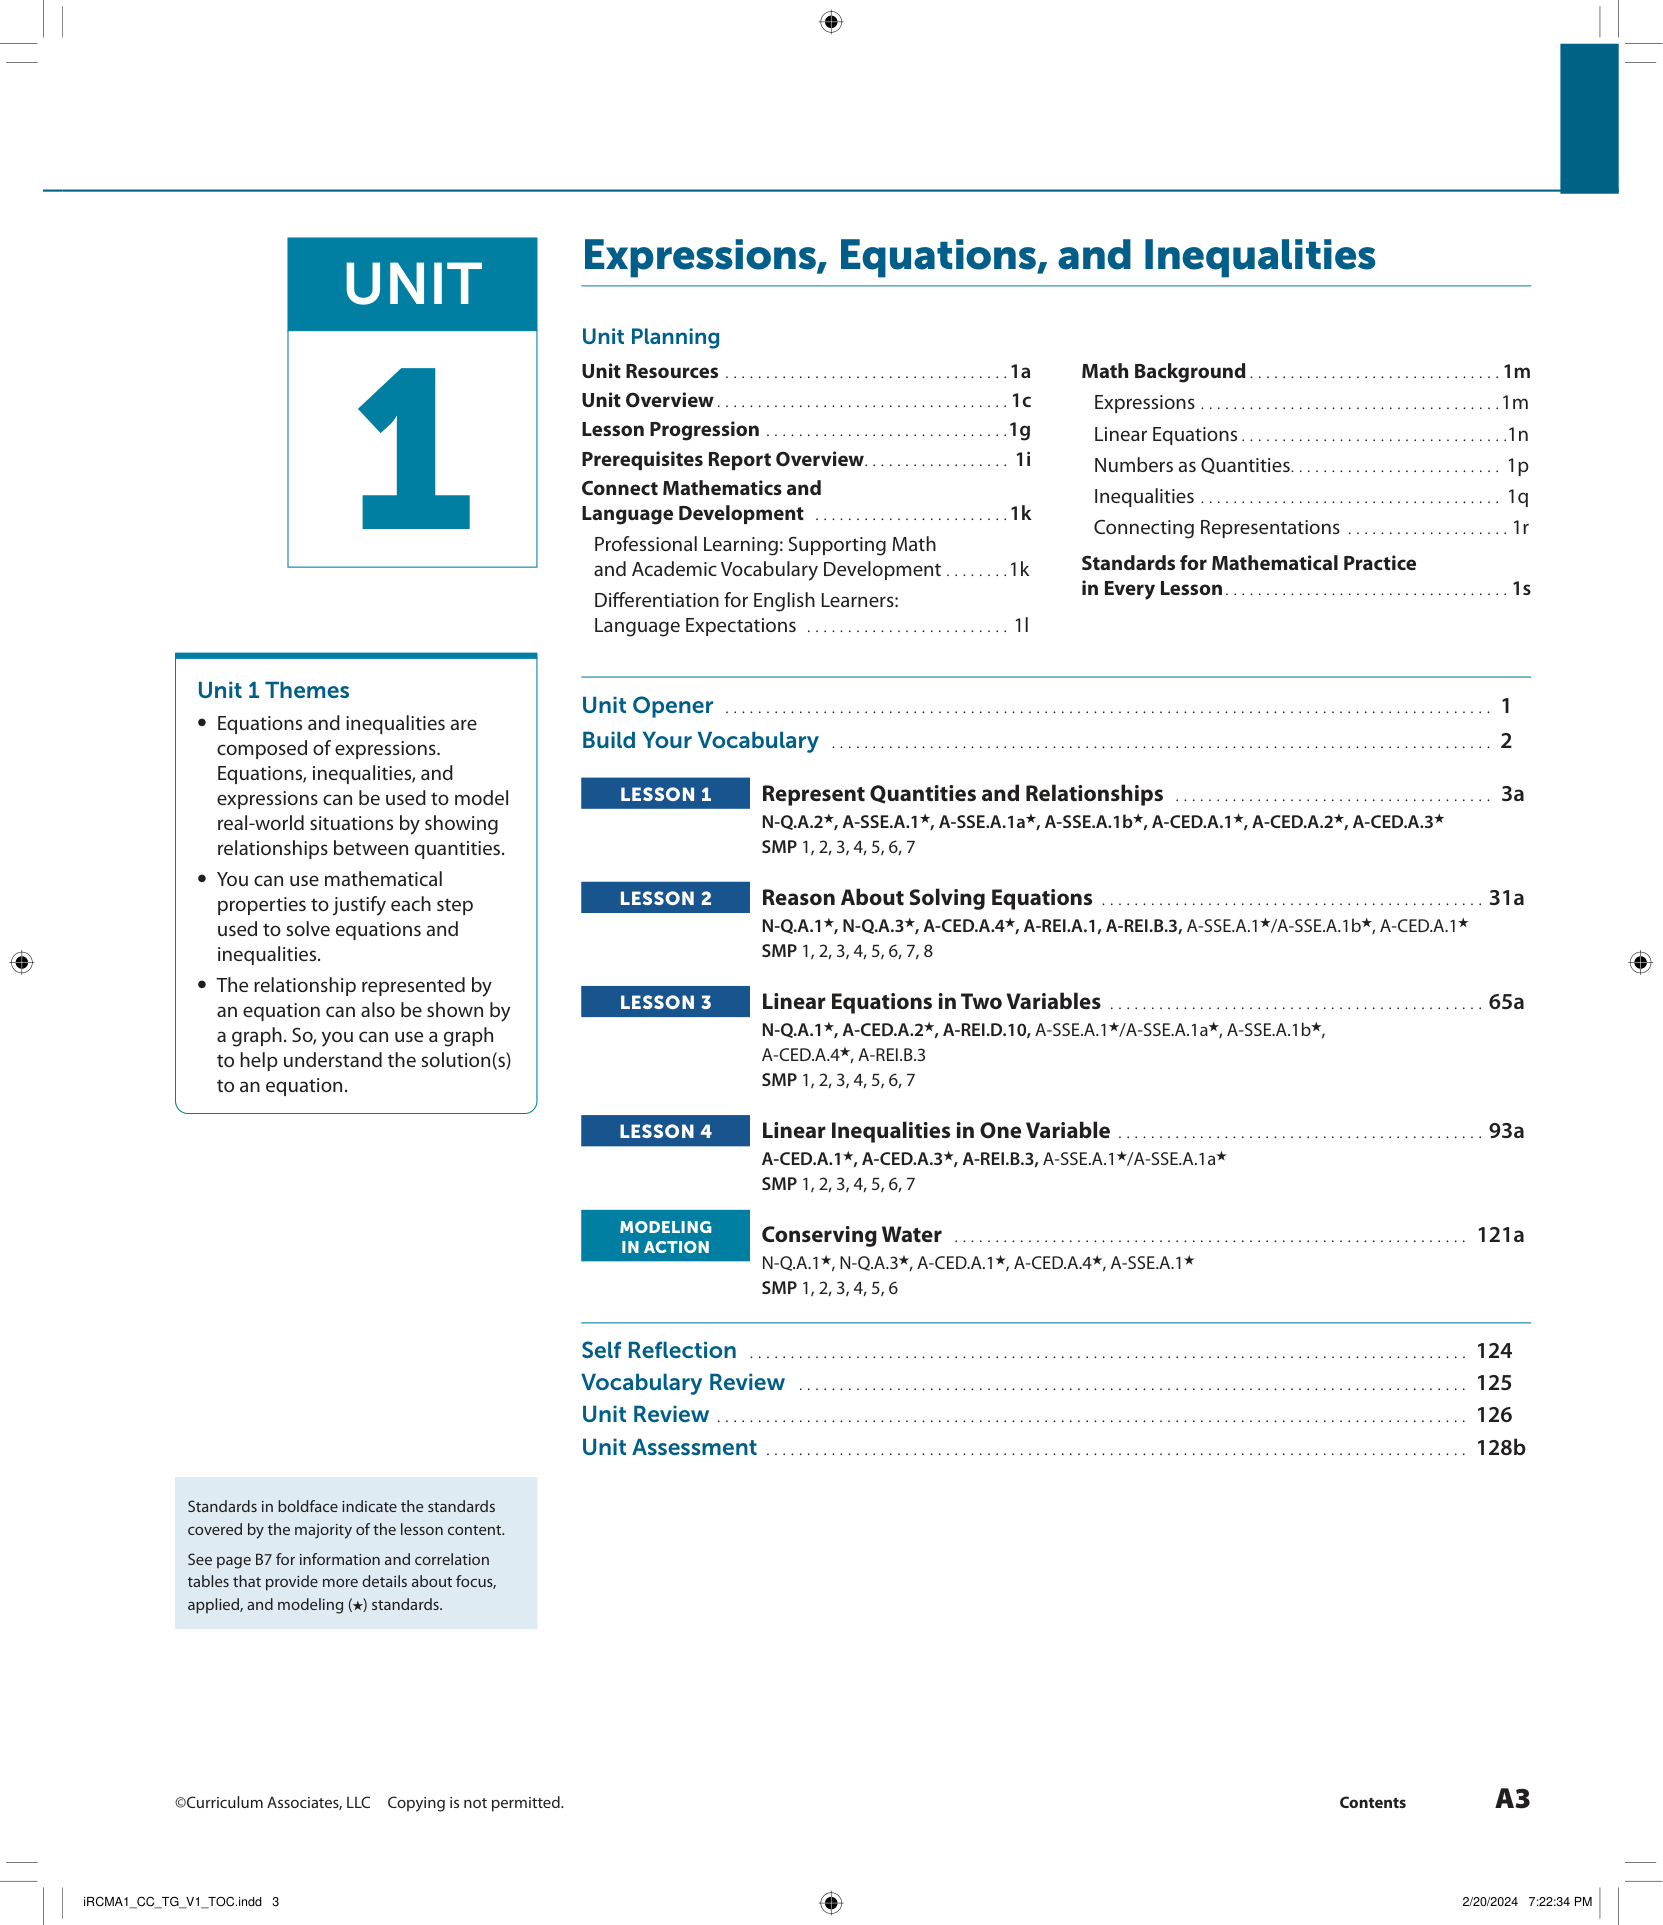 UNIT
1
Expressions, Equations, and Inequalities
Unit Planning
Unit Resources . . . . . . . . . . . . . . . . . . . . . . . . . . . . . . . . . . . 1a
Unit Overview . . . . . . . . . . . . . . . . . . . . . . . . . . . . . . . . . . . . 1c
Lesson Progression . . . . . . . . . . . . . . . . . . . . . . . . . . . . . . 1g
Prerequisites Report Overview. . . . . . . . . . . . . . . . . . 1i
Connect Mathematics and
Language Development . . . . . . . . . . . . . . . . . . . . . . . . 1k
Professional Learning: Supporting Math
and Academic Vocabulary Development . . . . . . . . 1k
Differentiation for English Learners:
Language Expectations . . . . . . . . . . . . . . . . . . . . . . . . . 1l
Math Background . . . . . . . . . . . . . . . . . . . . . . . . . . . . . . . 1m
Expressions . . . . . . . . . . . . . . . . . . . . . . . . . . . . . . . . . . . . . 1m
Linear Equations . . . . . . . . . . . . . . . . . . . . . . . . . . . . . . . . . 1n
Numbers as Quantities. . . . . . . . . . . . . . . . . . . . . . . . . . 1p
Inequalities . . . . . . . . . . . . . . . . . . . . . . . . . . . . . . . . . . . . . 1q
Connecting Representations . . . . . . . . . . . . . . . . . . . . 1r
Standards for Mathematical Practice
in Every Lesson . . . . . . . . . . . . . . . . . . . . . . . . . . . . . . . . . . . 1s
Unit 1 Themes
• Equations and inequalities are
composed of expressions.
Equations, inequalities, and
expressions can be used to model
real-world situations by showing
relationships between quantities.
• You can use mathematical
properties to justify each step
used to solve equations and
inequalities.
• The relationship represented by
an equation can also be shown by
a graph. So, you can use a graph
to help understand the solution(s)
to an equation.
Unit Opener . . . . . . . . . . . . . . . . . . . . . . . . . . . . . . . . . . . . . . . . 1
Build Your Vocabulary . . . . . . . . . . . . . . . . . . . . . . . . . . . . . . . . 2
LESSON 1 Represent Quantities and Relationships . . . . . . . . . . . . . . . . . . . . 3a
N-Q.A.2★, A-SSE.A.1★, A-SSE.A.1a★, A-SSE.A.1b★, A-CED.A.1★, A-CED.A.2★, A-CED.A.3★
SMP 1, 2, 3, 4, 5, 6, 7
LESSON 2 Reason About Solving Equations . . . . . . . . . . . . . . . . . . . . . . . . 31a
N-Q.A.1★, N-Q.A.3★, A-CED.A.4★, A-REI.A.1, A-REI.B.3, A-SSE.A.1★/A-SSE.A.1b★, A-CED.A.1★
SMP 1, 2, 3, 4, 5, 6, 7, 8
LESSON 3 Linear Equations in Two Variables . . . . . . . . . . . . . . . . . . . . . . . . 65a
N-Q.A.1★, A-CED.A.2★, A-REI.D.10, A-SSE.A.1★/A-SSE.A.1a★, A-SSE.A.1b★,
A-CED.A.4★, A-REI.B.3
SMP 1, 2, 3, 4, 5, 6, 7
LESSON 4 Linear Inequalities in One Variable . . . . . . . . . . . . . . . . . . . . . . . . 93a
A-CED.A.1★, A-CED.A.3★, A-REI.B.3, A-SSE.A.1★/A-SSE.A.1a★
SMP 1, 2, 3, 4, 5, 6, 7
MODELING
IN ACTION Conserving Water . . . . . . . . . . . . . . . . . . . . . . . . . . . . . . . . 121a
N-Q.A.1★, N-Q.A.3★, A-CED.A.1★, A-CED.A.4★, A-SSE.A.1★
SMP 1, 2, 3, 4, 5, 6
Self Reflection . . . . . . . . . . . . . . . . . . . . . . . . . . . . . . . . . . . . 124
Vocabulary Review . . . . . . . . . . . . . . . . . . . . . . . . . . . . . . . . 125
Unit Review . . . . . . . . . . . . . . . . . . . . . . . . . . . . . . . . . . . . . . 126
Unit Assessment . . . . . . . . . . . . . . . . . . . . . . . . . . . . . . . . . . 128b
Standards in boldface indicate the standards
covered by the majority of the lesson content.
See page B7 for information and correlation
tables that provide more details about focus,
applied, and modeling (★) standards.
©Curriculum Associates, LLC Copying is not permitted.
Contents A3
iRCMA1_CC_TG_V1_TOC.indd 3
2/20/2024 7:22:34 PM